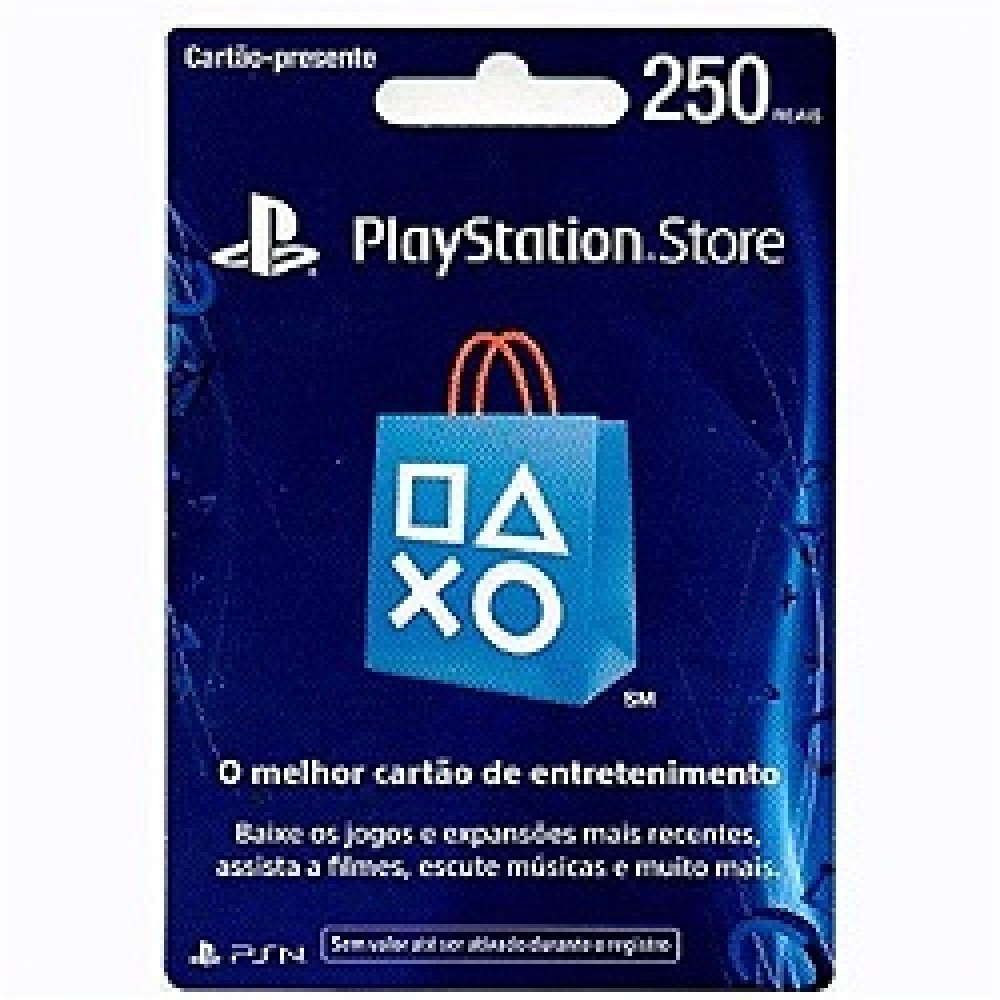 Cartão-presente
250
REAIS
PlayStation.Store
SM
O melhor cartão de entretenimento
Baixe os jogos e expansões mais recentes,
assista a filmes, escute músicas e muito mais.
PSN
Sem valor até ser ativado durante o registro